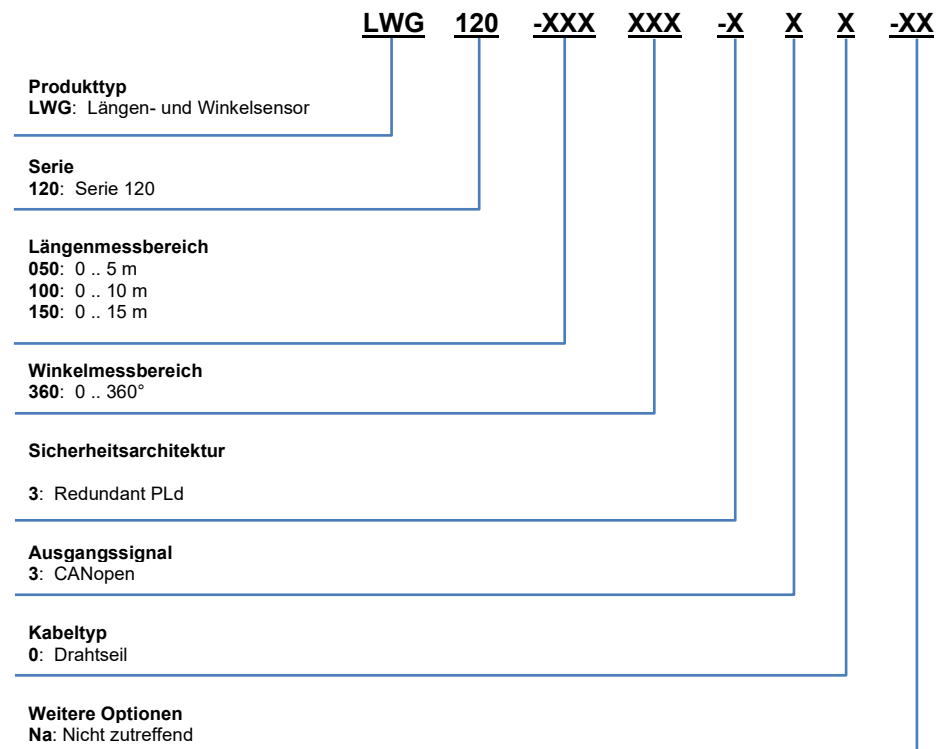 LWG 120 -XXX XXX -X X X -XX
Produkttyp
LWG: Längen- und Winkelsensor
Serie
120: Serie 120
Längenmessbereich
050: 0 .. 5 m
100: 0 .. 10 m
150: 0 .. 15 m
Winkelmessbereich
360: 0 .. 360°
Sicherheitsarchitektur
3: Redundant PLd
Ausgangssignal
3: CANopen
Kabeltyp
0: Drahtseil
Weitere Optionen
Na: Nicht zutreffend